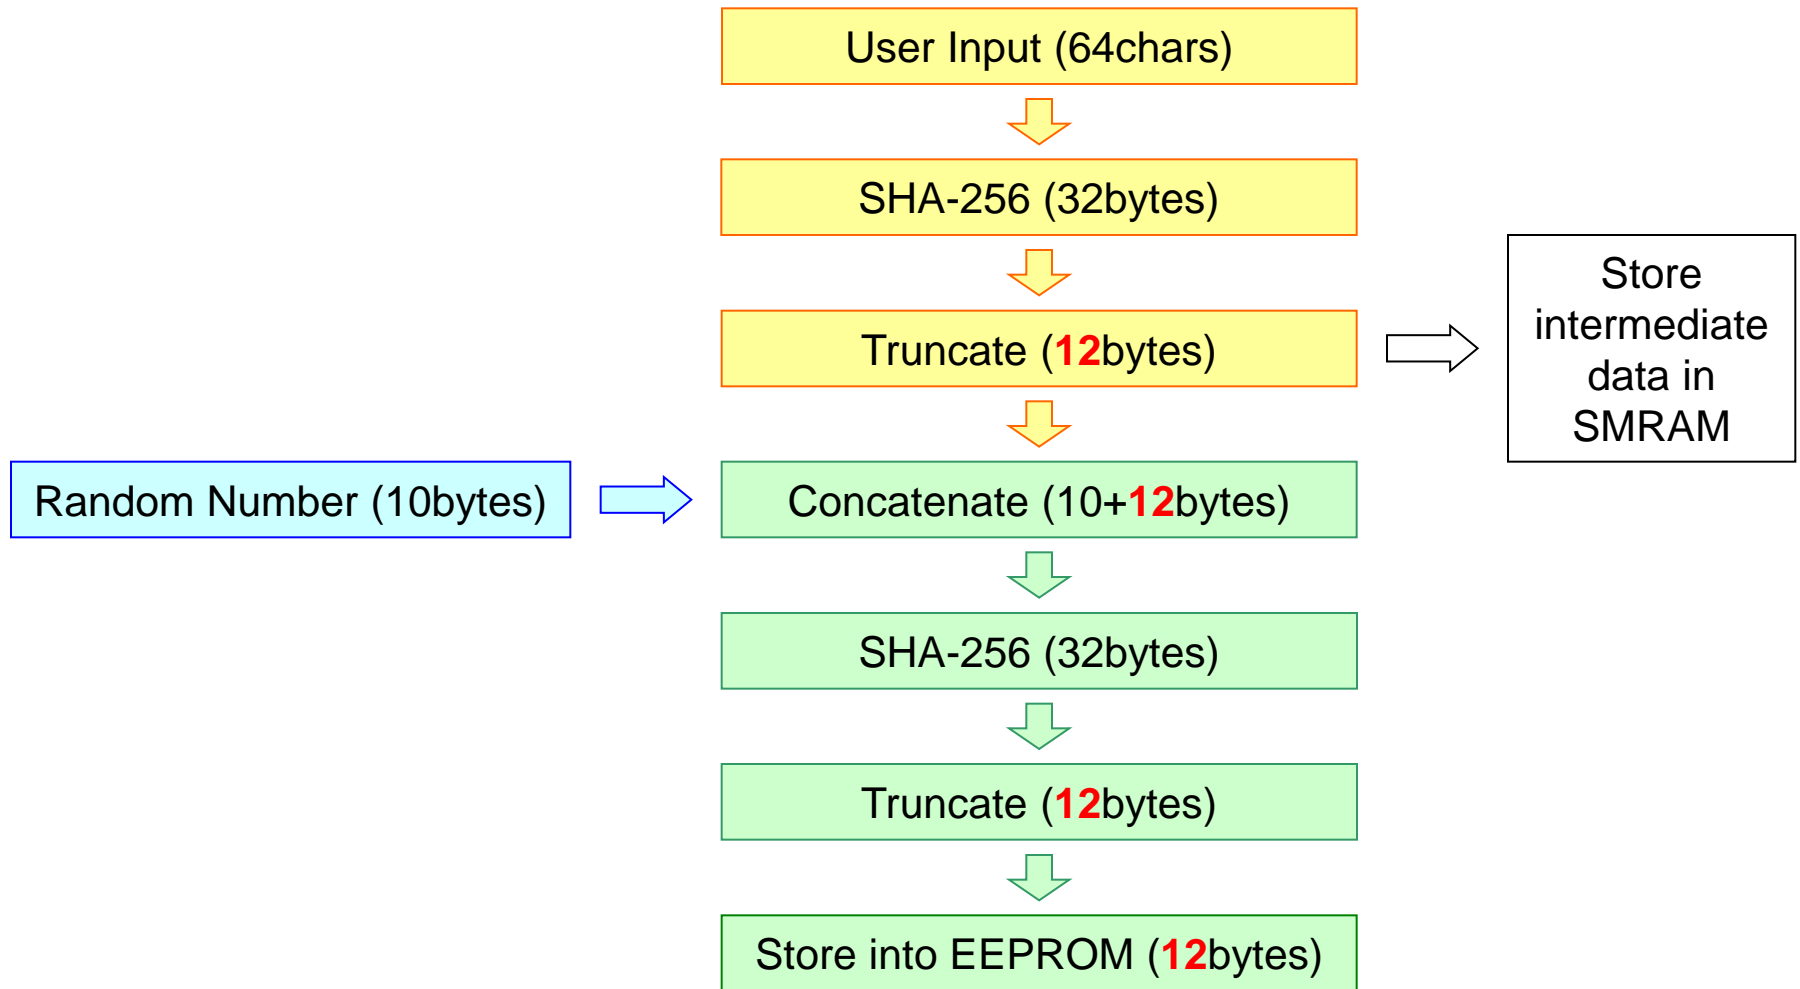 User Input (64chars)
SHA-256 (32bytes)
Truncate (12bytes)
Store
intermediate
data in
SMRAM
Random Number (10bytes)
Concatenate (10+12bytes)
SHA-256 (32bytes)
Truncate (12bytes)
Store into EEPROM (12bytes)